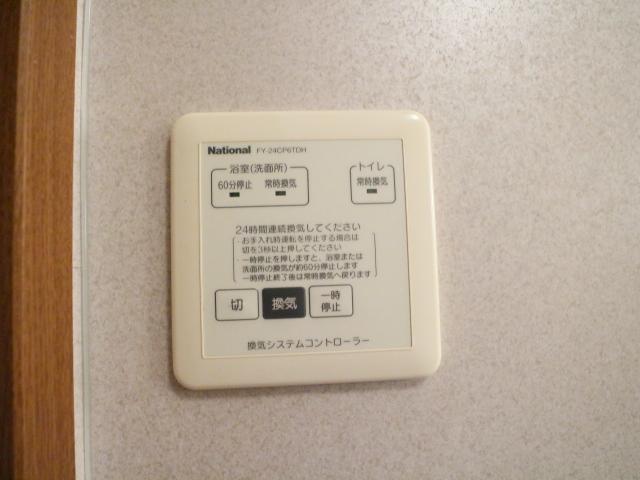 National FY-24CP6TDH
浴室(洗面所) トイレ
60分停止 常時換気 常時換気
24時間連続換気してください
・お手入れ時運転を停止する場合は
切を3秒以上押してください
・一時停止を押しますと、浴室または
洗面所の換気が約60分停止します
一時停止終了後は常時換気へ戻ります
切 換気 一時
停止
換気システムコントローラー